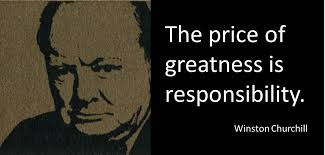 The price of
greatness is
responsibility.
Winston Churchill